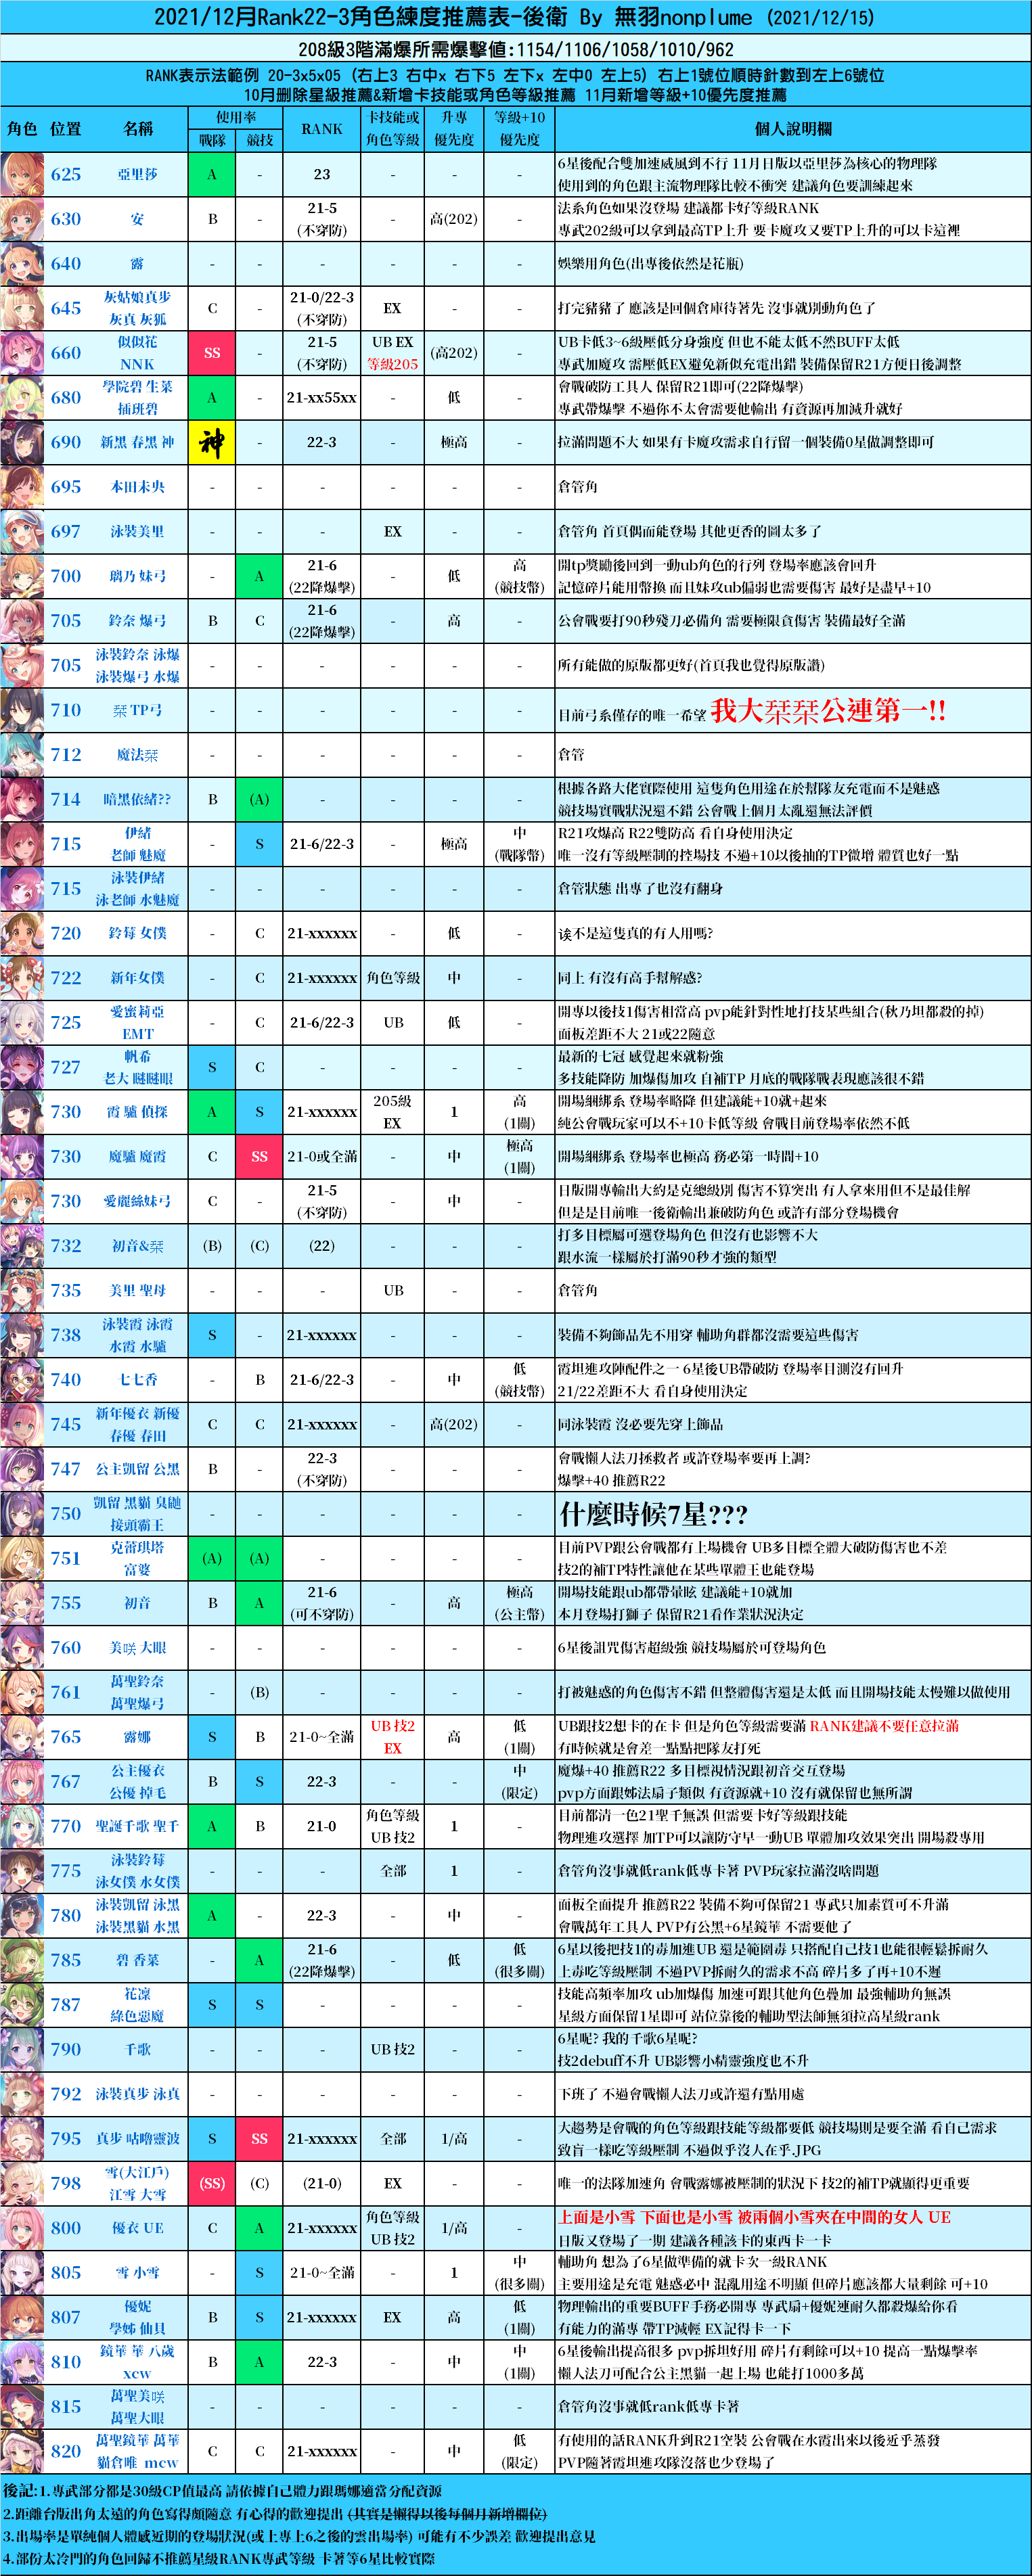 2021/12月Rank22-3角色練度推薦表-後衛 By 無羽nonplume (2021/12/15)
208級3階滿爆所需爆擊值:1154/1106/1058/1010/962
RANK表示法範例 20-3x5x05 (右上3 右中x 右下5 左下x 左中0 左上5) 右上1號位順時針數到左上6號位
10月刪除星級推薦&新增卡技能或角色等級推薦 11月新增等級+10優先度推薦
角色 位置 名稱 使用率 戰隊 競技 RANK 卡技能或角色等級 升專優先度 等級+10優先度 個人說明欄
625 亞里莎 A - 23 - - - 6星後配合雙加速威風到不行 11月日版以亞里莎為核心的物理隊
使用到的角色跟主流物理隊比較不衝突 建議角色要訓練起來
630 安 B - 21-5 (不穿防) - 高(202) - 法系角色如果沒登場 建議都卡好等級RANK
專武202級可以拿到最高TP上升 要卡魔攻又要TP上升的可以卡這裡
640 露 - - - - - - 娛樂用角色(出專後依然是花瓶)
645 灰姑娘真步 灰真 灰狐 C - 21-0/22-3 (不穿防) EX - - 打完豬豬了 應該是回個倉庫待著先 沒事就別動角色了
660 似似花 NNK SS - 21-5 (不穿防) UB EX 等級205 (高202) - UB卡低3~6級壓低分身強度 但也不能太低不然BUFF太低
專武加魔攻 需壓低EX避免新似充電出錯 裝備保留R21方便日後調整
680 學院碧 生菜 插班碧 A - 21-xx55xx - 低 - 會戰破防工具人 保留R21即可(22降爆擊)
專武帶爆擊 不過你不太會需要他輸出 有資源再加減升就好
690 新黑 春黑 神 神 - 22-3 - 極高 - 拉滿問題不大 如果有卡魔攻需求自行留一個裝備0星做調整即可
695 本田未央 - - - - - - 倉管角
697 泳裝美里 - - - EX - - 倉管角 首頁偶而能登場 其他更香的圖太多了
700 璃乃 妹弓 - A 21-6 (22降爆擊) - 低 高 (競技幣) 開tp獎勵後回到一動ub角色的行列 登場率應該會回升
記憶碎片能用幣換 而且妹攻ub偏弱也需要傷害 最好是盡早+10
705 鈴奈 爆弓 B C 21-6 (22降爆擊) - 高 - 公會戰要打90秒殘刀必備角 需要極限貪傷害 裝備最好全滿
705 泳裝鈴奈 泳爆 泳裝爆弓 水爆 - - - - - - 所有能做的原版都更好(首頁我也覺得原版讚)
710 栞 TP弓 - - - - - - 目前弓系僅存的唯一希望 我大栞栞公連第一!!
712 魔法栞 - - - - - - 倉管
714 暗黑依緒?? B (A) - - - - 根據各路大佬實際使用 這隻角色用途在於幫隊友充電而不是魅惑
競技場實戰狀況還不錯 公會戰上個月太亂還無法評價
715 伊緒 老師 魅魔 - S 21-6/22-3 - 極高 中 (戰隊幣) R21攻爆高 R22雙防高 看自身使用決定
唯一沒有等級壓制的控場技 不過+10以後抽的TP微增 體質也好一點
715 泳裝伊緒 泳老師 水魅魔 - - - - - - 倉管狀態 出專了也沒有翻身
720 鈴莓 女僕 - C 21-xxxxxx - 低 - 诶不是這隻真的有人用嗎?
722 新年女僕 - C 21-xxxxxx 角色等級 中 - 同上 有沒有高手幫解惑?
725 愛蜜莉亞 EMT - C 21-6/22-3 UB 低 - 開專以後技1傷害相當高 pvp能針對性地打技某些組合(秋乃坦都殺的掉)
面板差距不大 21或22隨意
727 帆希 老大 瞇瞇眼 S C - - - - 最新的七冠 感覺起來就粉強
多技能降防 加爆傷加攻 自補TP 月底的戰隊戰表現應該很不錯
730 霞 驢 偵探 A S 21-xxxxxx 205級 EX 1 高 (1關) 開場綑綁系 登場率略降 但建議能+10就+起來
純公會戰玩家可以不+10卡低等級 會戰目前登場率依然不低
730 魔驢 魔霞 C SS 21-0或全滿 - 中 極高 (1關) 開場綑綁系 登場率也極高 務必第一時間+10
730 愛麗絲妹弓 C - 21-5 (不穿防) - 中 - 日版開專輸出大約是克總級別 傷害不算突出 有人拿來用但不是最佳解
但是是目前唯一後衛輸出兼破防角色 或許有部分登場機會
732 初音&栞 (B) (C) (22) - - - 打多目標屬可選登場角色 但沒有也影響不大
跟水流一樣屬於打滿90秒才強的類型
735 美里 聖母 - - - UB - - 倉管角
738 泳裝霞 泳霞 水霞 水驢 S - 21-xxxxxx - - - 裝備不夠飾品先不用穿 輔助角群都沒需要這些傷害
740 七七香 - B 21-6/22-3 - 中 低 (競技幣) 霞坦進攻陣配件之一 6星後UB帶破防 登場率目測沒有回升
21/22差距不大 看自身使用決定
745 新年優衣 新優 春優 春田 C C 21-xxxxxx - 高(202) - 同泳裝霞 沒必要先穿上飾品
747 公主凱留 公黑 B - 22-3 (不穿防) - - - 會戰懶人法刀拯救者 或許登場率要再上調?
爆擊+40 推薦R22
750 凱留 黑貓 臭鼬 接頭霸王 - - - - - - 什麼時候7星???
751 克蕾琪塔 富婆 (A) (A) - - - - 目前PVP跟公會戰都有上場機會 UB多目標全體大破防傷害也不差
技2的補TP特性讓他在某些單體王也能登場
755 初音 B A 21-6 (可不穿防) - 高 極高 (公主幣) 開場技能跟ub都帶暈眩 建議能+10就加
本月登場打獅子 保留R21看作業狀況決定
760 美咲 大眼 - - - - - - 6星後詛咒傷害超級強 競技場屬於可登場角色
761 萬聖鈴奈 萬聖爆弓 - (B) - - - - 打被魅惑的角色傷害不錯 但整體傷害還是太低 而且開場技能太慢難以做使用
765 露娜 S B 21-0~全滿 UB 技2 EX 高 低 (1關) UB跟技2想卡的在卡 但是角色等級需要滿 RANK建議不要任意拉滿
有時候就是會差一點點把隊友打死
767 公主優衣 公優 掉毛 B S 22-3 - - 中 (限定) 魔爆+40 推薦R22 多目標視情況跟初音交互登場
pvp方面跟姊法扇子類似 有資源就+10 沒有就保留也無所謂
770 聖誕千歌 聖千 A B 21-0 角色等級 UB 技2 1 - 目前都清一色21聖千無誤 但需要卡好等級跟技能
物理進攻選擇 加TP可以讓防守早一動UB 單體加攻效果突出 開場殺專用
775 泳裝鈴莓 泳女僕 水女僕 - - - 全部 1 - 倉管角沒事就低rank低專卡著 PVP玩家拉滿沒啥問題
780 泳裝凱留 泳黑 泳裝黑貓 水黑 A - 22-3 - 中 - 面板全面提升 推薦R22 裝備不夠可保留21 專武只加素質可不升滿
會戰萬年工具人 PVP有公黑+6星鏡華 不需要他了
785 碧 香菜 - A 21-6 (22降爆擊) - 低 低 (很多關) 6星以後把技1的毒加進UB 還是範圍毒 只搭配自己技1也能很輕鬆拆耐久
上毒吃等級壓制 不過PVP拆耐久的需求不高 碎片多了再+10不遲
787 花凜 綠色惡魔 S S - - - - 技能高頻率加攻 ub加爆傷 加速可跟其他角色疊加 最強輔助角無誤
星級方面保留1星即可 站位靠後的輔助型法師無須拉高星級rank
790 千歌 - - - UB 技2 - - 6星呢? 我的千歌6星呢?
技2debuff不升 UB影響小精靈強度也不升
792 泳裝真步 泳真 - - - - - - 下班了 不過會戰懶人法刀或許還有點用處
795 真步 咕嚕靈波 S SS 21-xxxxxx 全部 1/高 - 大趨勢是會戰的角色等級跟技能等級都要低 競技場則是要全滿 看自己需求
致盲一樣吃等級壓制 不過似乎沒人在乎.JPG
798 雪(大江戶) 江雪 大雪 (SS) (C) (21-0) EX - - 唯一的法隊加速角 會戰露娜被壓制的狀況下 技2的補TP就顯得更重要
800 優衣 UE C A 21-xxxxxx 角色等級 UB 技2 1/高 - 上面是小雪 下面也是小雪 被兩個小雪夾在中間的女人 UE
日版又登場了一期 建議各種該卡的東西卡一卡
805 雪 小雪 - S 21-0~全滿 - 1 中 (很多關) 輔助角 想為了6星做準備的就卡次一級RANK
主要用途是充電 魅惑必中 混亂用途不明顯 但碎片應該都大量剩餘 可+10
807 優妮 學姊 仙貝 B S 21-xxxxxx EX 高 低 (1關) 物理輸出的重要BUFF手務必開專 專武扇+優妮連耐久都殺爆給你看
有能力的滿專 帶TP減輕 EX記得卡一下
810 鏡華 華 八歲 xcw B A 22-3 - 中 中 (1關) 6星後輸出提高很多 pvp拆坦好用 碎片有剩餘可以+10 提高一點爆擊率
懶人法刀可配合公主黑貓一起上場 也能打1000多萬
815 萬聖美咲 萬聖大眼 - - - - - - 倉管角沒事就低rank低專卡著
820 萬聖鏡華 萬華 貓倉唯 mcw C C 21-xxxxxx - 中 低 (限定) 有使用的話RANK升到R21空裝 公會戰在水霞出來以後近乎蒸發
PVP隨著霞坦進攻隊沒落也少登場了
後記:1.專武部分都是30級CP值最高 請依據自己體力跟瑪娜適當分配資源
2.距離台版出角太遠的角色寫得頗隨意 有心得的歡迎提出 (其實是懶得以後每個月新增欄位)
3.出場率是單純個人體感近期的登場狀況(或上專上6之後的雲出場率) 可能有不少誤差 歡迎提出意見
4.部份太冷門的角色回歸不推薦星級RANK專武等級 卡著等6星比較實際